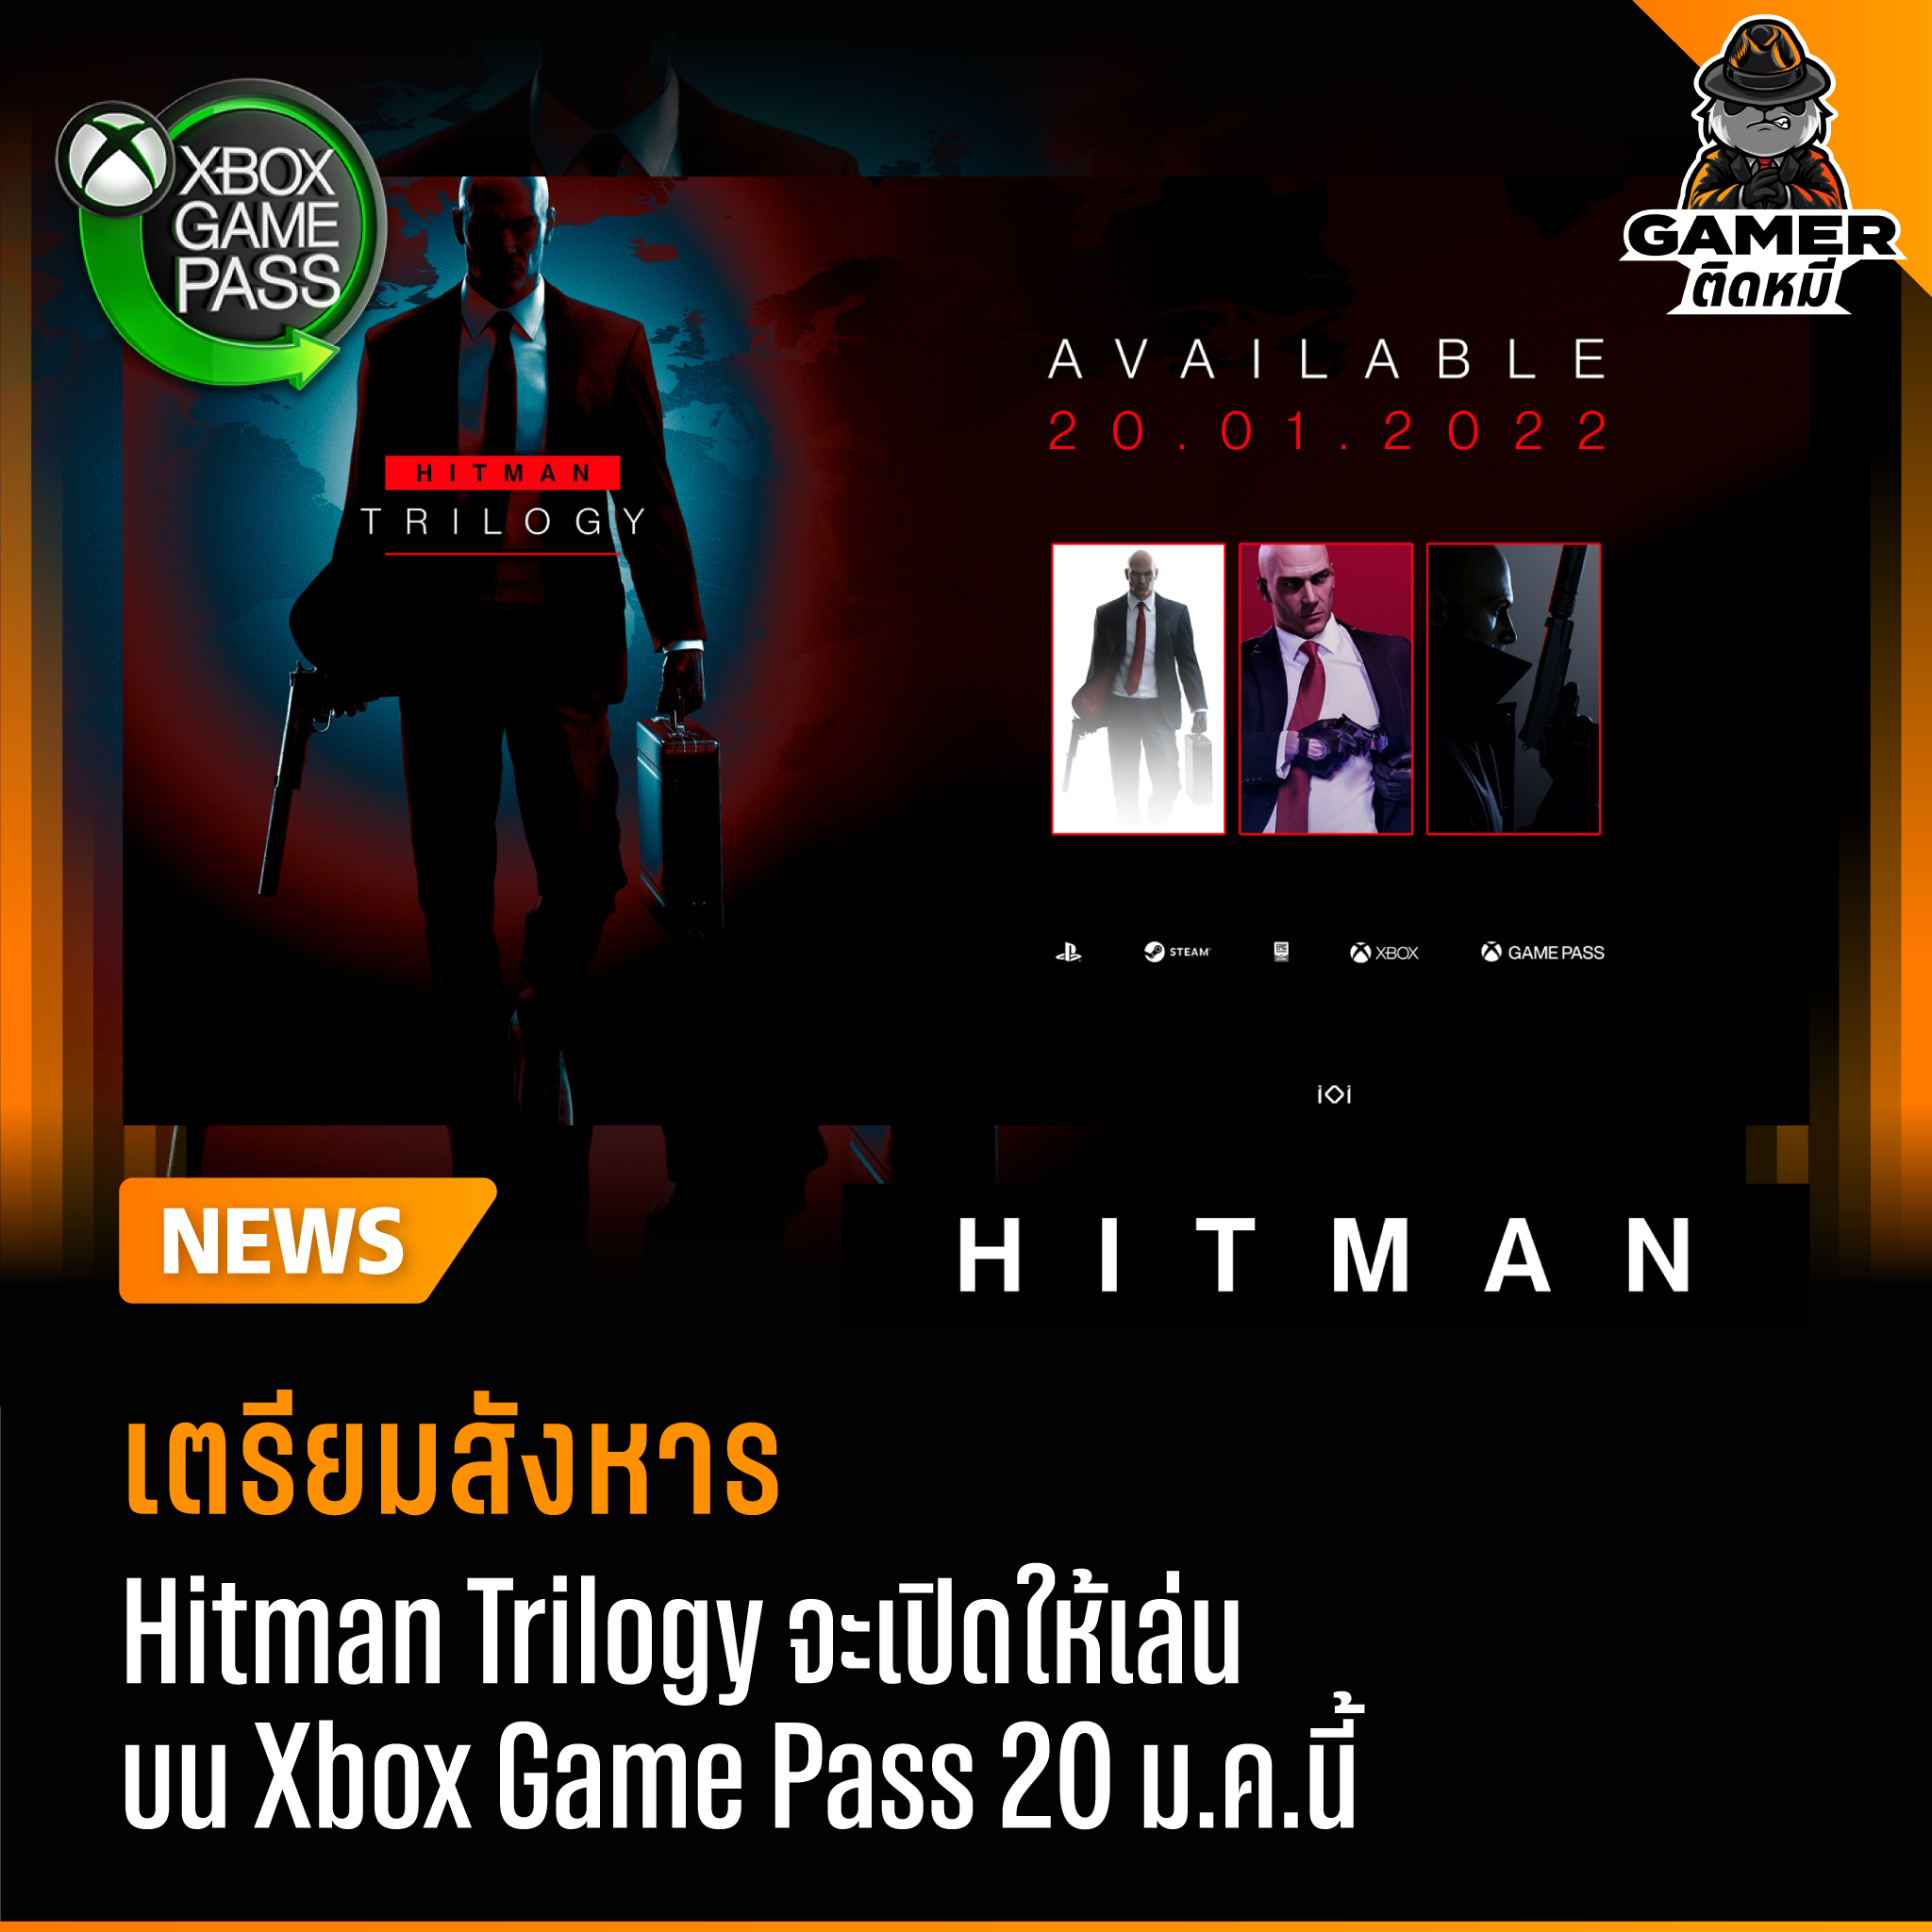 XBOX
GAME
PASS
GAMER
ติดหมี
AVAILABLE
20.01.2022
HITMAN
TRILOGY
STEAM
EPIC
XBOX
GAME PASS
iOi
NEWS
HITMAN
เตรียมสังหาร
Hitman Trilogy จะเปิดให้เล่น
บน Xbox Game Pass 20 ม.ค.นี้